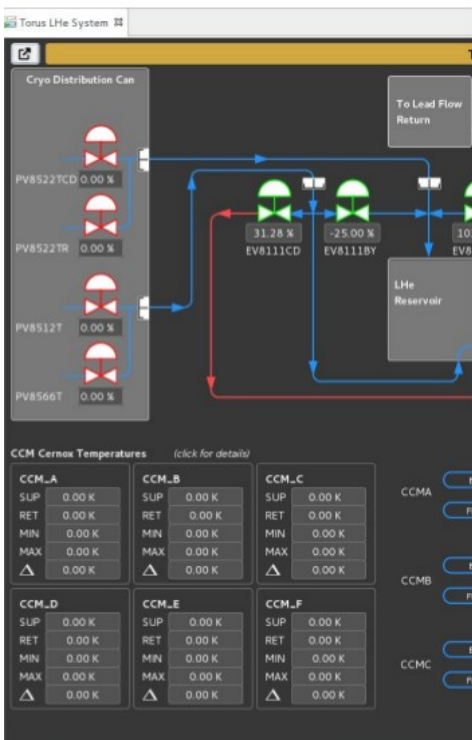 Torus LHe System
Cryo Distribution Can
PV8522TCD 0.00 %
PV8522TR 0.00 %
PV8512T 0.00 %
PV8566T 0.00 %
To Lead Flow
Return
31.28 % -25.00 %
EV8111CD EV8111BY
LHe
Reservoir
CCM Cernox Temperatures (click for details)
CCM_A CCM_B CCM_C
SUP 0.00 K SUP 0.00 K SUP 0.00 K
RET 0.00 K RET 0.00 K RET 0.00 K
MIN 0.00 K MIN 0.00 K MIN 0.00 K
MAX 0.00 K MAX 0.00 K MAX 0.00 K
△ 0.00 K △ 0.00 K △ 0.00 K
CCM_D CCM_E CCM_F
SUP 0.00 K SUP 0.00 K SUP 0.00 K
RET 0.00 K RET 0.00 K RET 0.00 K
MIN 0.00 K MIN 0.00 K MIN 0.00 K
MAX 0.00 K MAX 0.00 K MAX 0.00 K
△ 0.00 K △ 0.00 K △ 0.00 K
CCMA
CCMB
CCMC